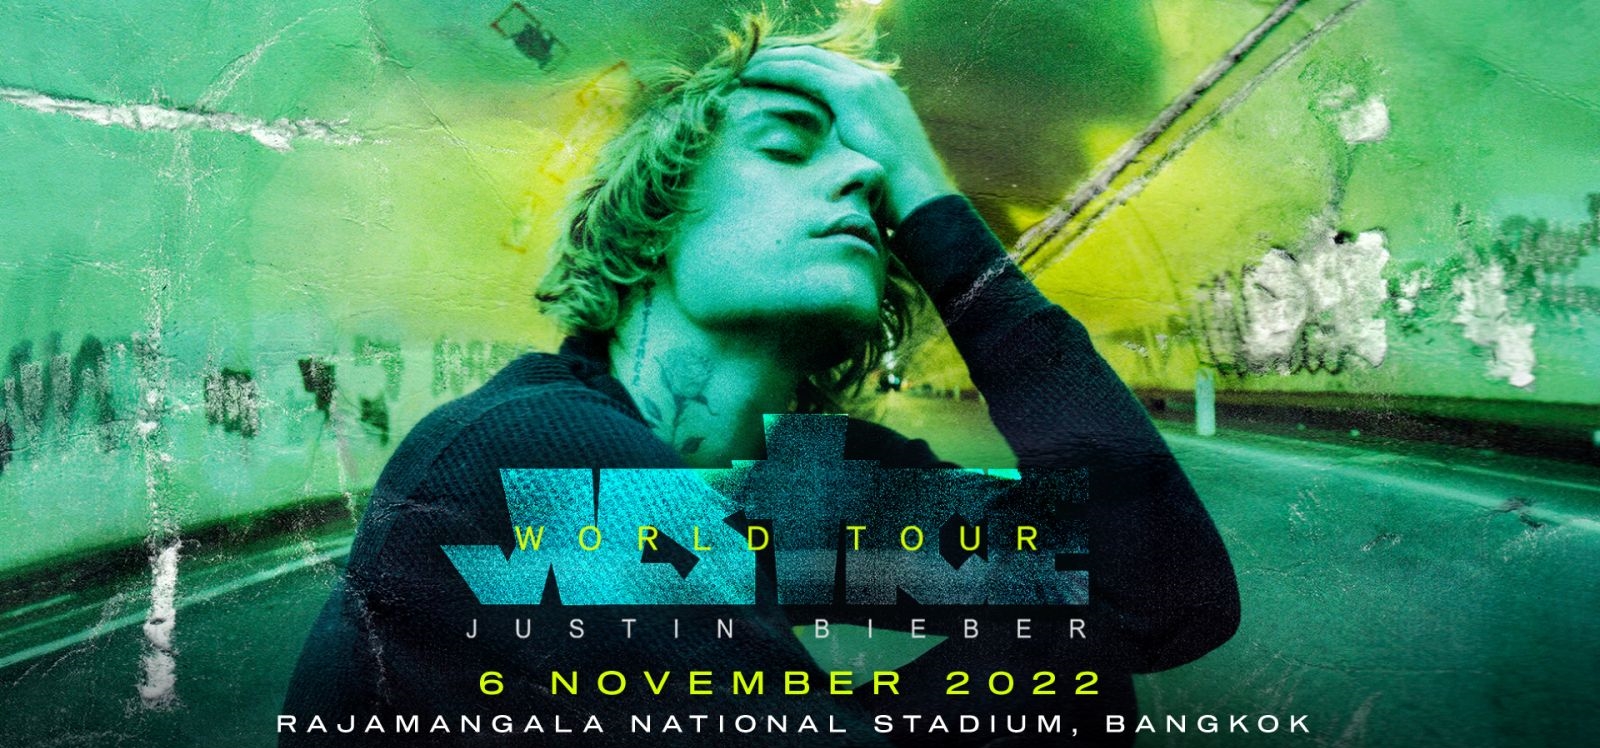 JUSTICE
WORLD TOUR
JUSTIN BIEBER
6 NOVEMBER 2022
RAJAMANGALA NATIONAL STADIUM, BANGKOK